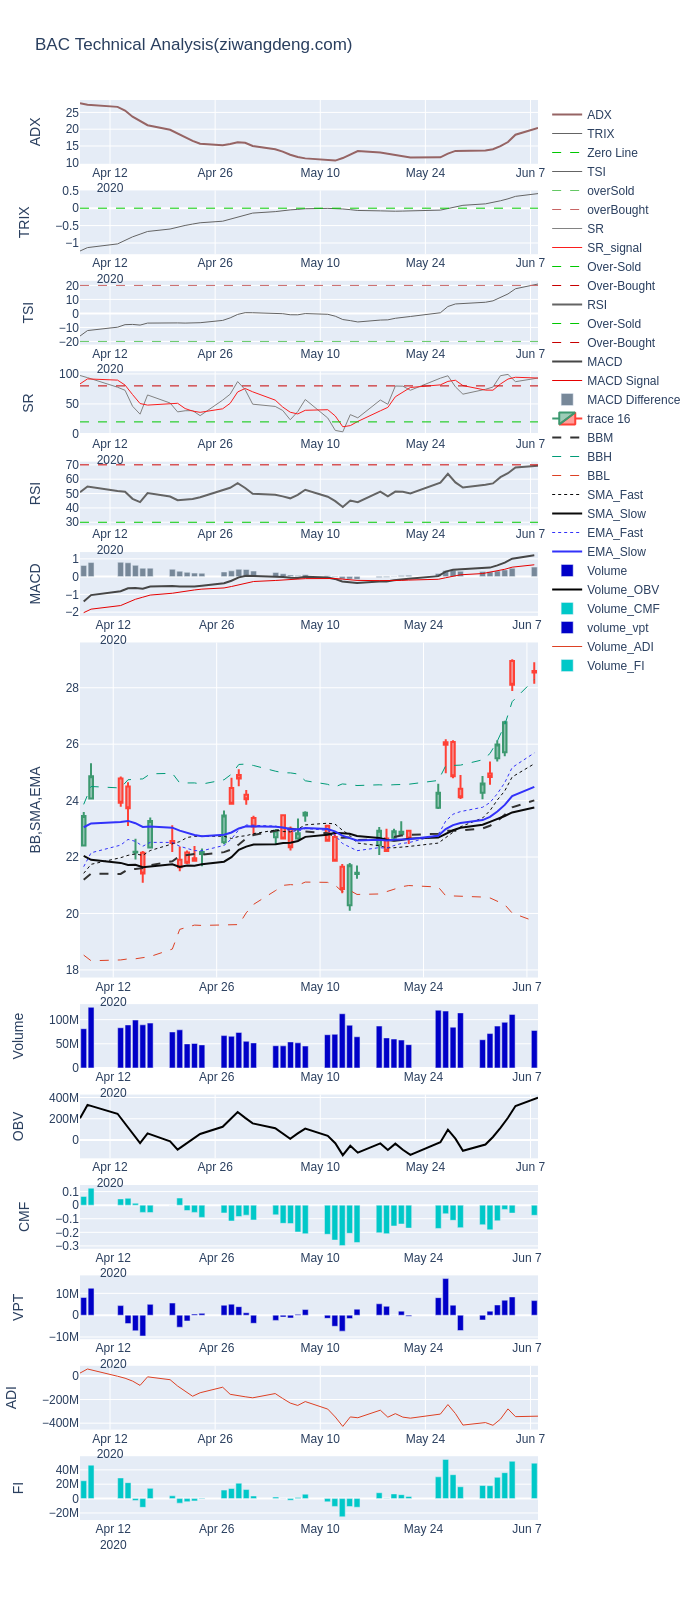 BAC Technical Analysis(ziwangdeng.com)
ADX
25
20
15
10
Apr 12
2020
Apr 26
May 10
May 24
Jun 7
TRIX
0.5
0
−0.5
−1
Apr 12
2020
Apr 26
May 10
May 24
Jun 7
TSI
20
10
0
−10
−20
Apr 12
2020
Apr 26
May 10
May 24
Jun 7
SR
100
50
0
Apr 12
2020
Apr 26
May 10
May 24
Jun 7
RSI
70
60
50
40
30
Apr 12
2020
Apr 26
May 10
May 24
Jun 7
MACD
1
0
−1
−2
Apr 12
2020
Apr 26
May 10
May 24
Jun 7
BB,SMA,EMA
28
26
24
22
20
18
Apr 12
2020
Apr 26
May 10
May 24
Jun 7
Volume
100M
50M
0
Apr 12
2020
Apr 26
May 10
May 24
Jun 7
OBV
400M
200M
0
Apr 12
2020
Apr 26
May 10
May 24
Jun 7
CMF
0.1
0
−0.1
−0.2
−0.3
Apr 12
2020
Apr 26
May 10
May 24
Jun 7
VPT
10M
0
−10M
Apr 12
2020
Apr 26
May 10
May 24
Jun 7
ADI
0
−200M
−400M
Apr 12
2020
Apr 26
May 10
May 24
Jun 7
FI
40M
20M
0
−20M
Apr 12
2020
Apr 26
May 10
May 24
Jun 7
ADX
TRIX
Zero Line
TSI
overSold
overBought
SR
SR_signal
Over-Sold
Over-Bought
RSI
Over-Sold
Over-Bought
MACD
MACD Signal
MACD Difference
trace 16
BBM
BBH
BBL
SMA_Fast
SMA_Slow
EMA_Fast
EMA_Slow
Volume
Volume_OBV
Volume_CMF
volume_vpt
Volume_ADI
Volume_FI